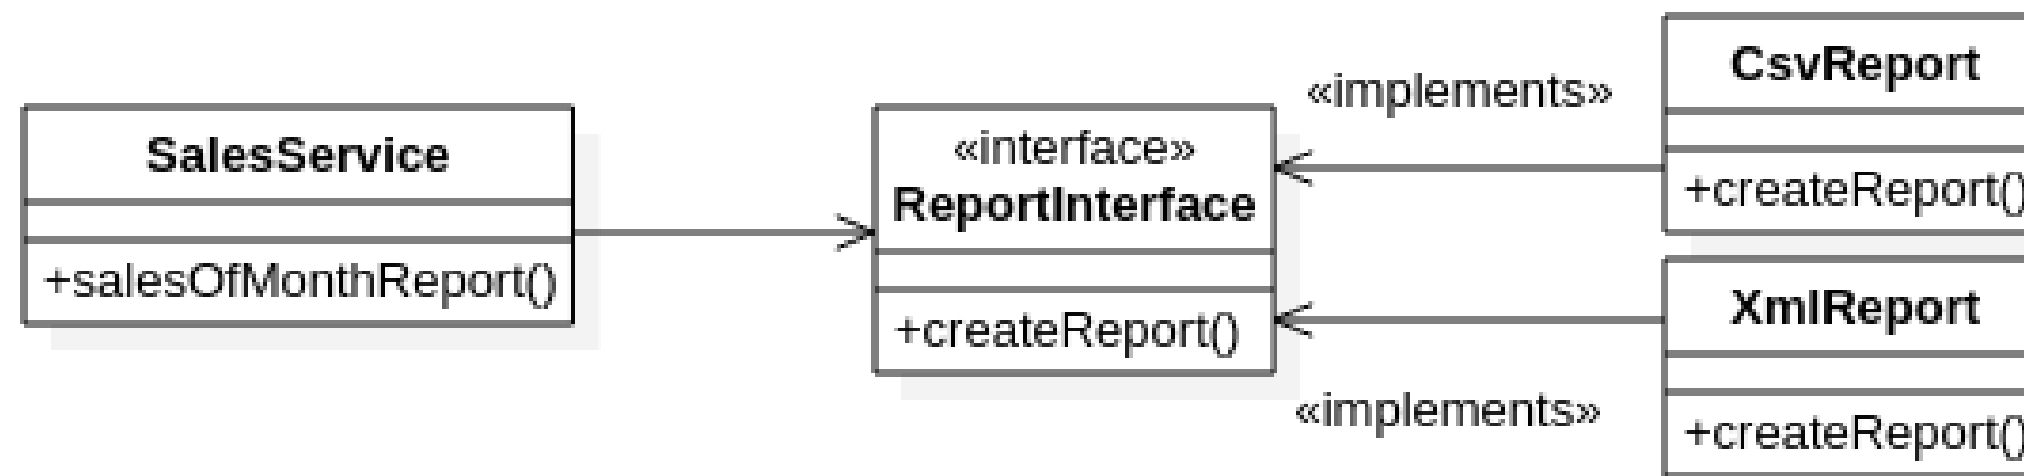 SalesService
+salesOfMonthReport()
«interface»
ReportInterface
+createReport()
«implements»
«implements»
CsvReport
+createReport()
XmlReport
+createReport()